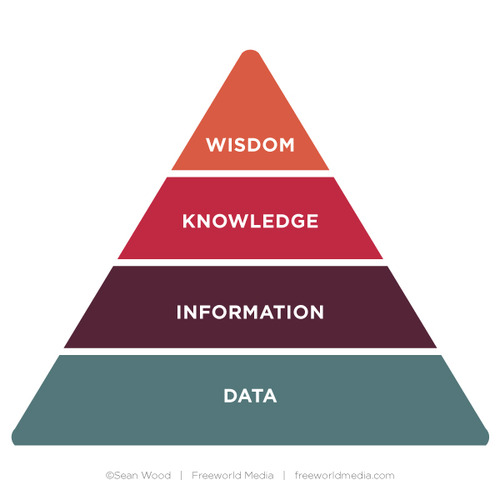 WISDOM
KNOWLEDGE
INFORMATION
DATA
©Sean Wood | Freeworld Media | freeworldmedia.com